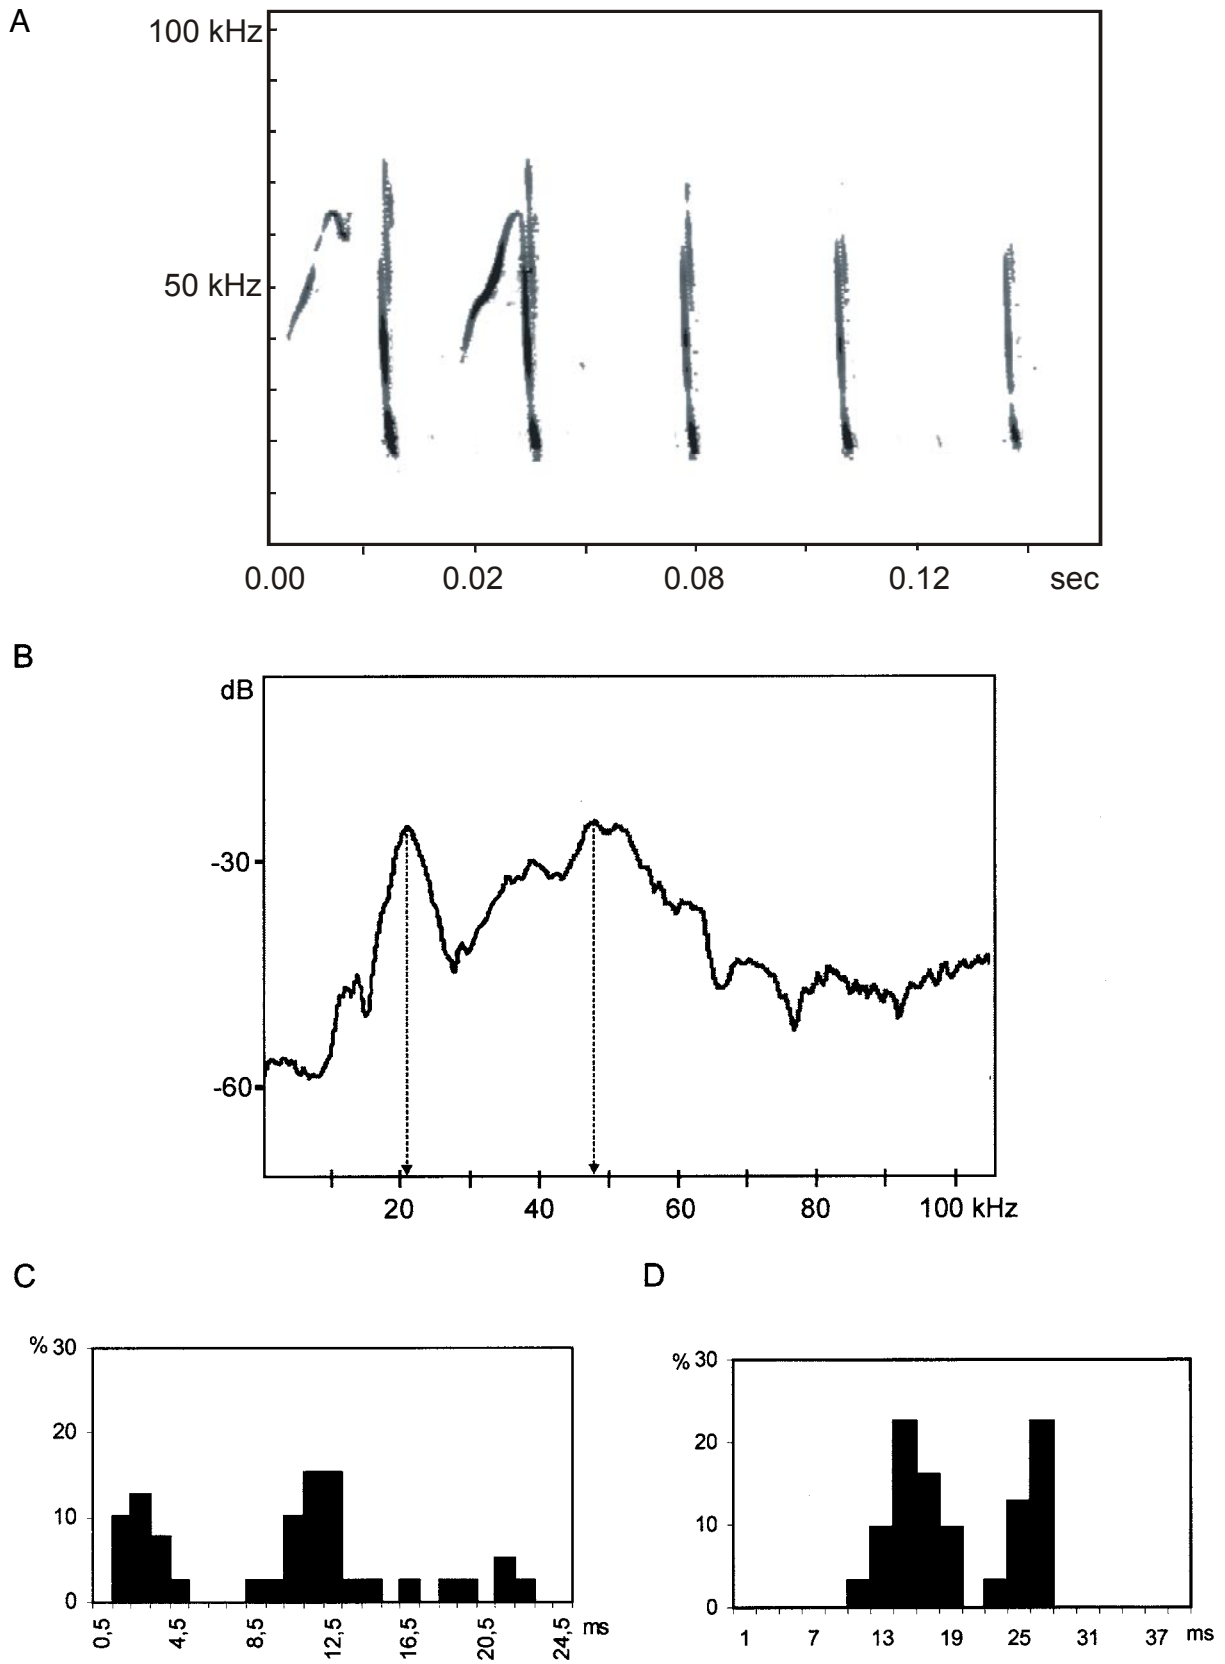 A
100 kHz
50 kHz
0.00 0.02 0.08 0.12 sec
B
dB
-30
-60
20 40 60 80 100 kHz
C
% 30
20
10
0
0,5 4,5 8,5 12,5 16,5 20,5 24,5 ms
D
% 30
20
10
0
1 7 13 19 25 31 37 ms